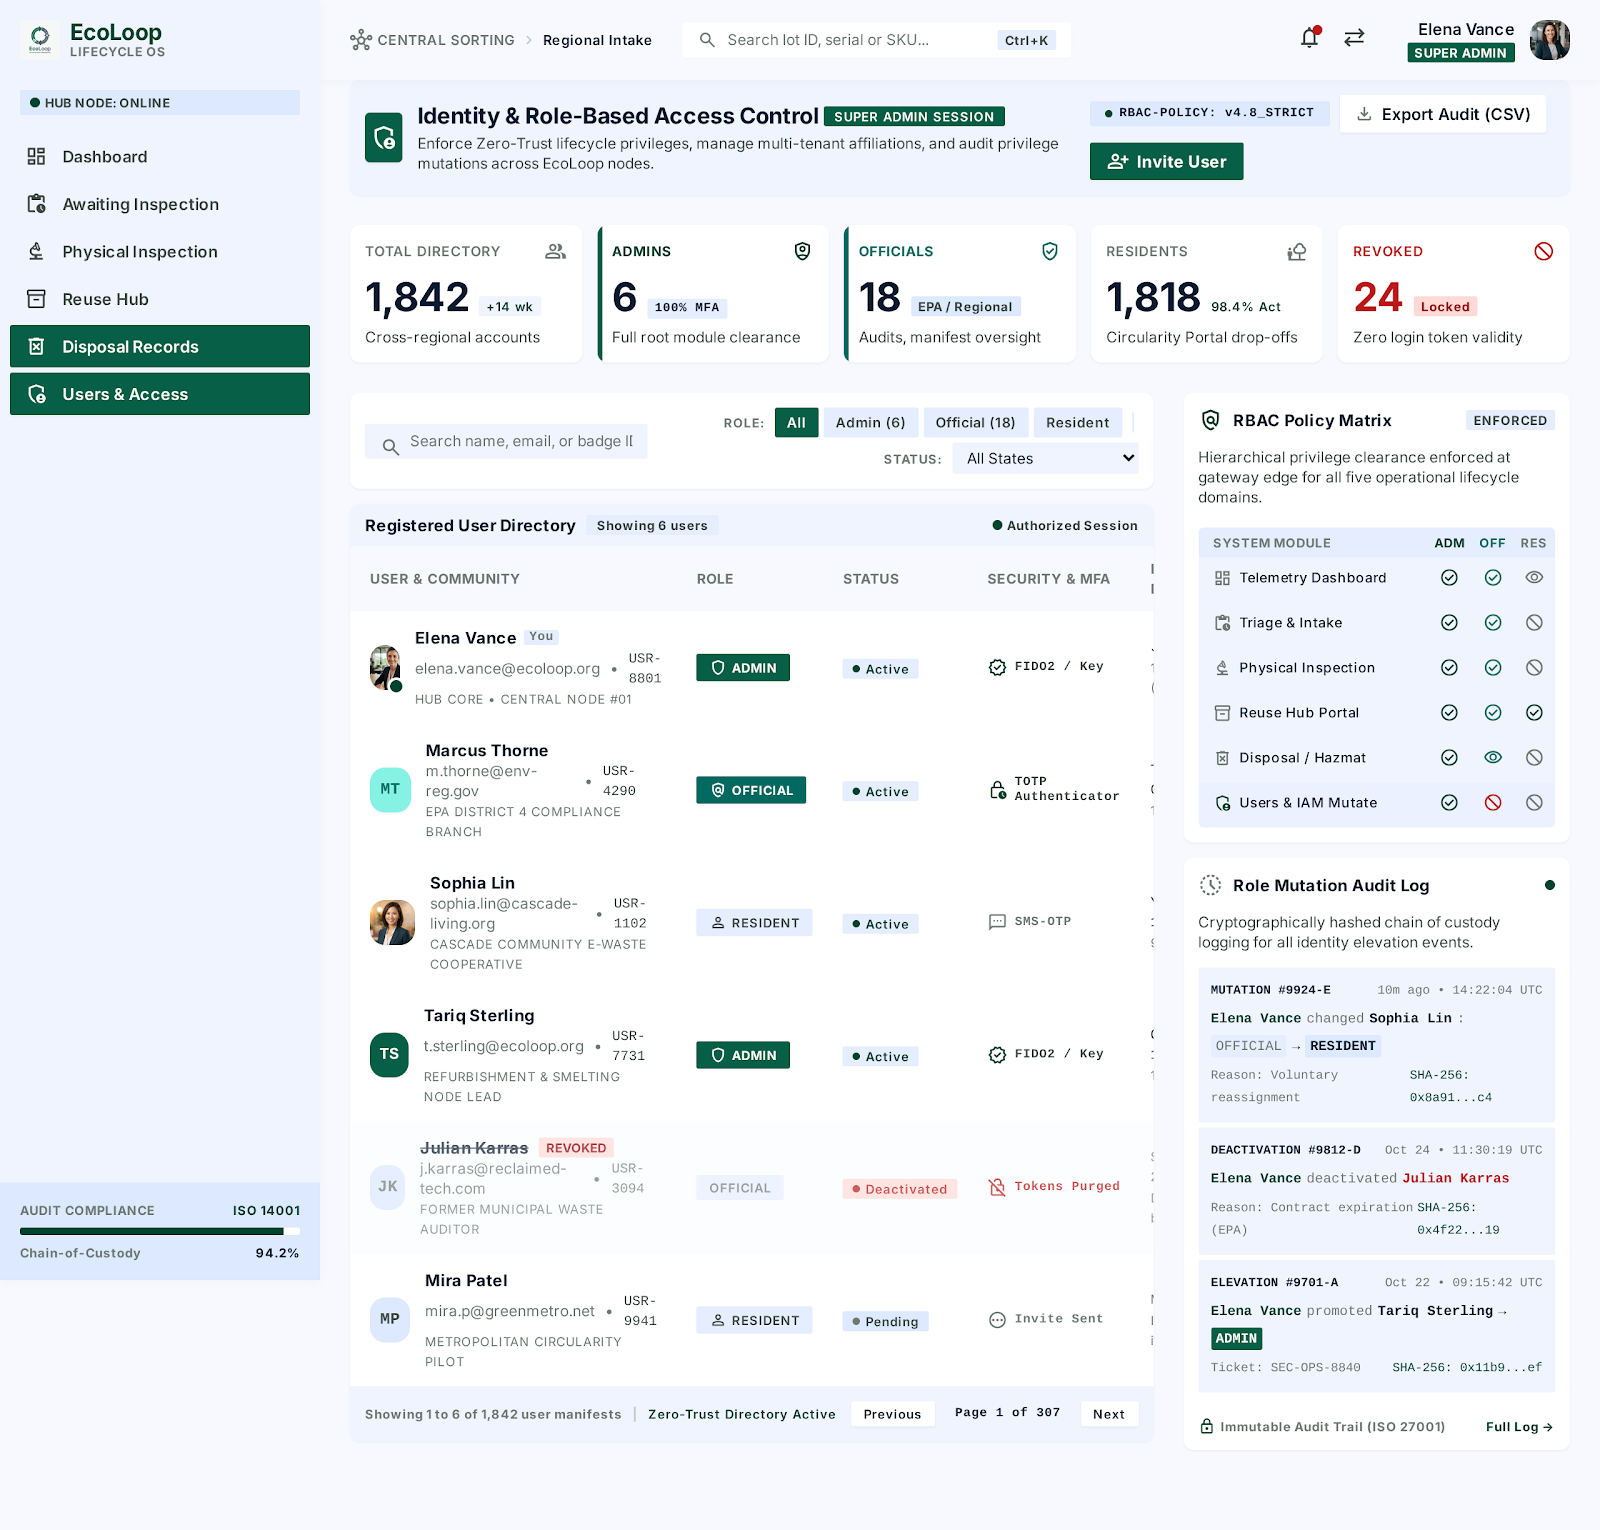 EcoLoop
LIFECYCLE OS
HUB NODE: ONLINE
Dashboard
Awaiting Inspection
Physical Inspection
Reuse Hub
Disposal Records
Users & Access
AUDIT COMPLIANCE ISO 14001
Chain-of-Custody 94.2%
CENTRAL SORTING › Regional Intake
Search lot ID, serial or SKU... Ctrl+K
Elena Vance
SUPER ADMIN
Identity & Role-Based Access Control SUPER ADMIN SESSION
Enforce Zero-Trust lifecycle privileges, manage multi-tenant affiliations, and audit privilege
mutations across EcoLoop nodes.
RBAC-POLICY: v4.8_STRICT
Export Audit (CSV)
Invite User
TOTAL DIRECTORY
1,842 +14 wk
Cross-regional accounts
ADMINS
6 100% MFA
Full root module clearance
OFFICIALS
18 EPA / Regional
Audits, manifest oversight
RESIDENTS
1,818 98.4% Act
Circularity Portal drop-offs
REVOKED
24 Locked
Zero login token validity
Search name, email, or badge ID
ROLE: All Admin (6) Official (18) Resident
STATUS: All States
Registered User Directory Showing 6 users
Authorized Session
USER & COMMUNITY ROLE STATUS SECURITY & MFA
Elena Vance You
elena.vance@ecoloop.org • USR-
8801
HUB CORE • CENTRAL NODE #01
ADMIN
Active
FIDO2 / Key
Marcus Thorne
m.thorne@env-
reg.gov
• USR-
4290
EPA DISTRICT 4 COMPLIANCE
BRANCH
OFFICIAL
Active
TOTP
Authenticator
Sophia Lin
sophia.lin@cascade-
living.org
• USR-
1102
CASCADE COMMUNITY E-WASTE
COOPERATIVE
RESIDENT
Active
SMS-OTP
TS
Tariq Sterling
t.sterling@ecoloop.org • USR-
7731
REFURBISHMENT & SMELTING
NODE LEAD
ADMIN
Active
FIDO2 / Key
JK
Julian Karras REVOKED
j.karras@reclaimed-
tech.com
• USR-
3094
FORMER MUNICIPAL WASTE
AUDITOR
OFFICIAL
Deactivated
Tokens Purged
MP
Mira Patel
mira.p@greenmetro.net • USR-
9941
METROPOLITAN CIRCULARITY
PILOT
RESIDENT
Pending
Invite Sent
MT
Showing 1 to 6 of 1,842 user manifests | Zero-Trust Directory Active
Previous Page 1 of 307 Next
RBAC Policy Matrix ENFORCED
Hierarchical privilege clearance enforced at
gateway edge for all five operational lifecycle
domains.
SYSTEM MODULE ADM OFF RES
Telemetry Dashboard
Triage & Intake
Physical Inspection
Reuse Hub Portal
Disposal / Hazmat
Users & IAM Mutate
Role Mutation Audit Log
Cryptographically hashed chain of custody
logging for all identity elevation events.
MUTATION #9924-E 10m ago • 14:22:04 UTC
Elena Vance changed Sophia Lin :
OFFICIAL → RESIDENT
Reason: Voluntary
reassignment
SHA-256:
0x8a91...c4
DEACTIVATION #9812-D Oct 24 • 11:30:19 UTC
Elena Vance deactivated Julian Karras
Reason: Contract expiration
(EPA)
SHA-256:
0x4f22...19
ELEVATION #9701-A Oct 22 • 09:15:42 UTC
Elena Vance promoted Tariq Sterling →
ADMIN
Ticket: SEC-OPS-8840 SHA-256: 0x11b9...ef
Immutable Audit Trail (ISO 27001) Full Log →